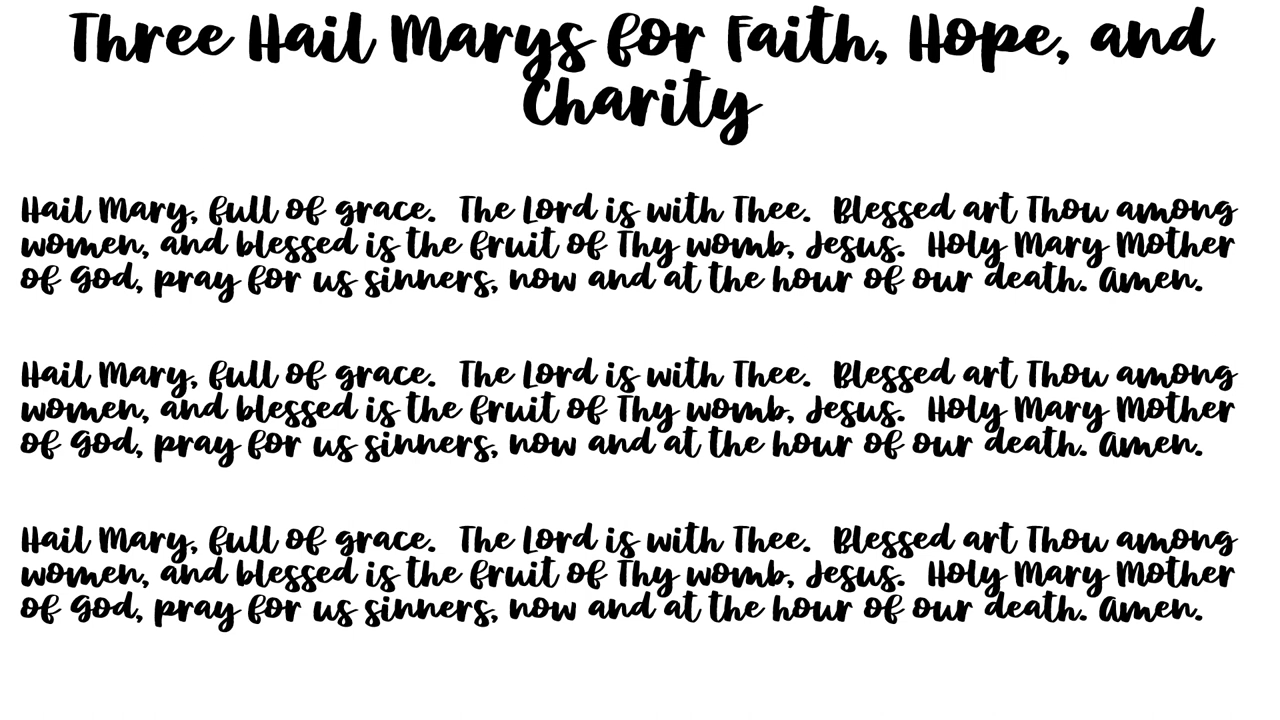 Three Hail Marys for Faith, Hope, and
Charity
Hail Mary, full of grace.  The Lord is with Thee.  Blessed art Thou among
women, and blessed is the fruit of Thy womb, Jesus.  Holy Mary Mother
of God, pray for us sinners, now and at the hour of our death. Amen.
Hail Mary, full of grace.  The Lord is with Thee.  Blessed art Thou among
women, and blessed is the fruit of Thy womb, Jesus.  Holy Mary Mother
of God, pray for us sinners, now and at the hour of our death. Amen.
Hail Mary, full of grace.  The Lord is with Thee.  Blessed art Thou among
women, and blessed is the fruit of Thy womb, Jesus.  Holy Mary Mother
of God, pray for us sinners, now and at the hour of our death. Amen.